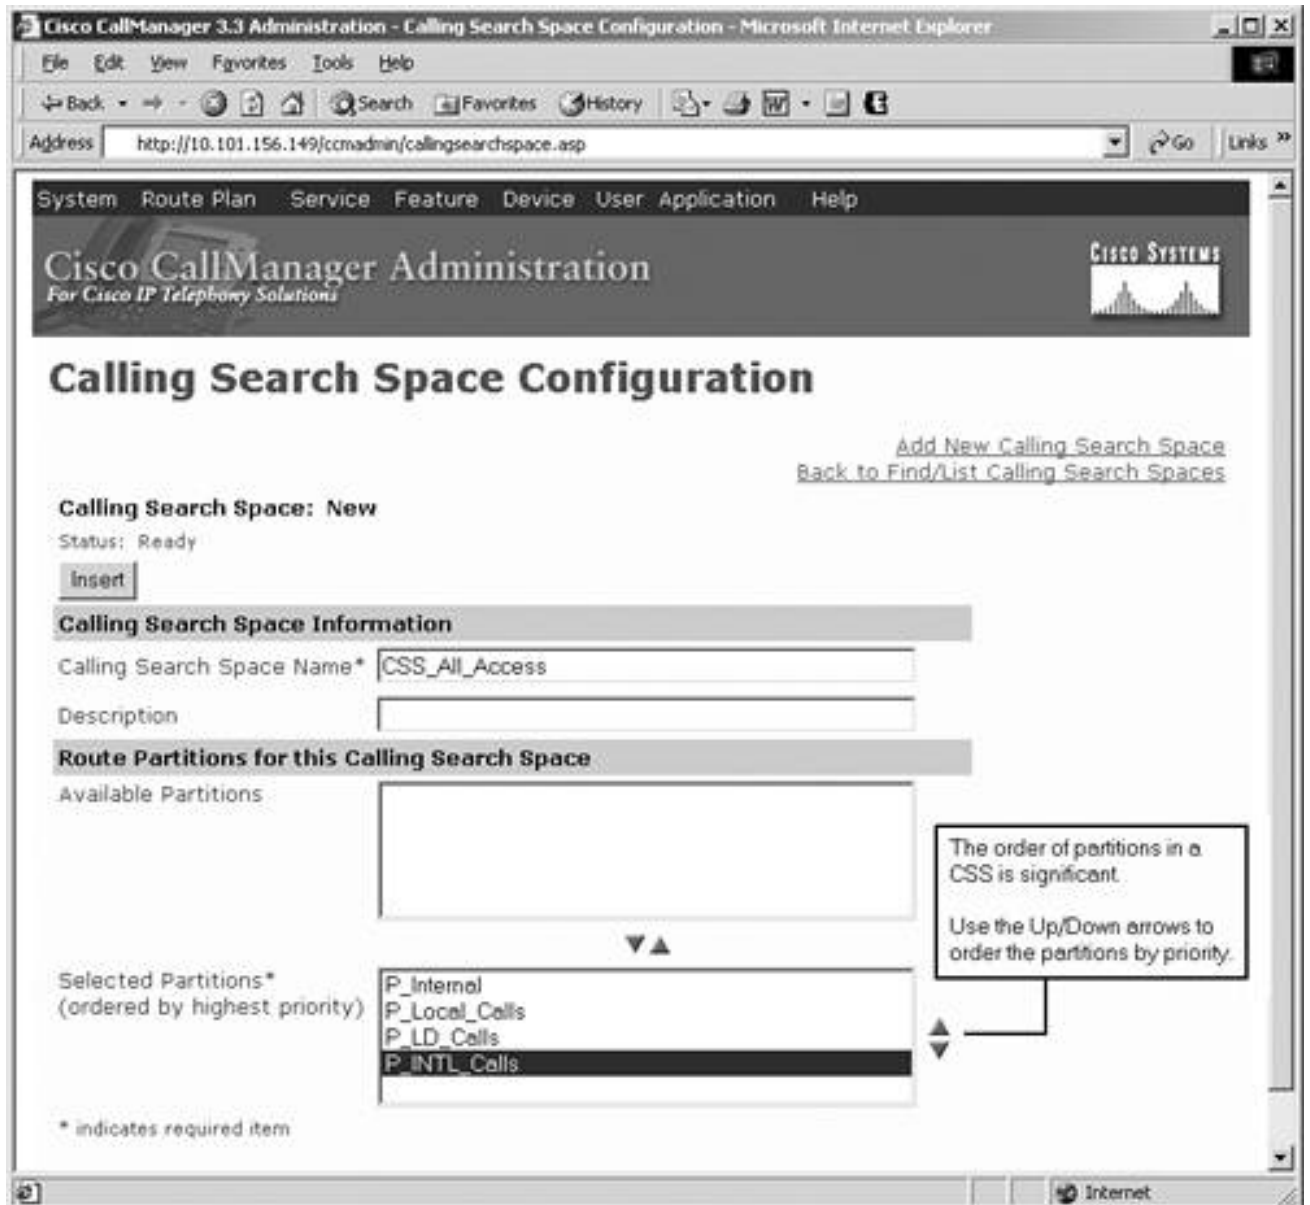 Cisco CallManager 3.3 Administration - Calling Search Space Configuration - Microsoft Internet Explorer
File Edit View Favorites Tools Help
Back Search Favorites History
Address http://10.101.156.149/ccmadmin/callingsearchspace.asp Go Links »
System Route Plan Service Feature Device User Application Help
Cisco CallManager Administration
For Cisco IP Telephony Solutions
CISCO SYSTEMS
Calling Search Space Configuration
Add New Calling Search Space
Back to Find/List Calling Search Spaces
Calling Search Space: New
Status: Ready
Insert
Calling Search Space Information
Calling Search Space Name* CSS_All_Access
Description
Route Partitions for this Calling Search Space
Available Partitions
The order of partitions in a
CSS is significant.
Use the Up/Down arrows to
order the partitions by priority.
Selected Partitions*
(ordered by highest priority)
P_Internal
P_Local_Calls
P_LD_Calls
P_INTL_Calls
* indicates required item
Internet